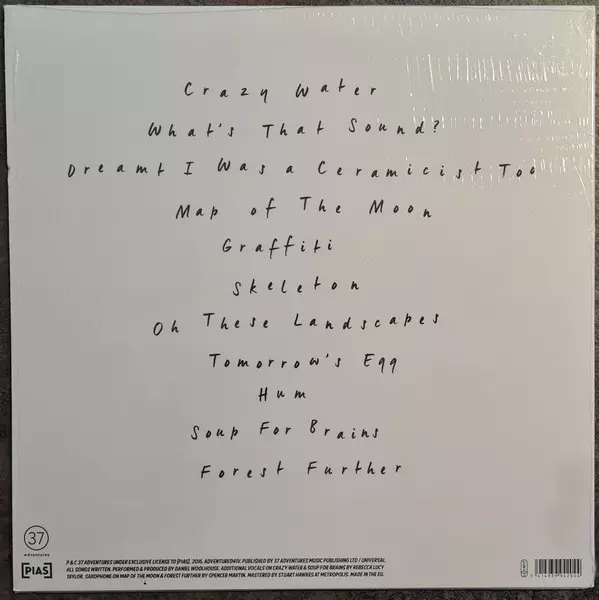 Crazy Water
What's That Sound?
Dreamt I Was a Ceramicist Too
Map of The Moon
Graffiti
Skeleton
Oh These Landscapes
Tomorrow's Egg
Hum
Soup For Brains
Forest Further
37
adventures
[PIAS]
P & C 37 ADVENTURES UNDER EXCLUSIVE LICENSE TO [PIAS], 2016. ADVENTURE041V. PUBLISHED BY 37 ADVENTURES MUSIC PUBLISHING LTD / UNIVERSAL.
ALL SONGS WRITTEN, PERFORMED & PRODUCED BY DANIEL WOOLHOUSE. ADDITIONAL VOCALS ON CRAZY WATER & SOUP FOR BRAINS BY REBECCA LUCY
TAYLOR. SAXOPHONE ON MAP OF THE MOON & FOREST FURTHER BY SPENCER MARTIN. MASTERED BY STUART HAWKES AT METROPOLIS. MADE IN THE EU.